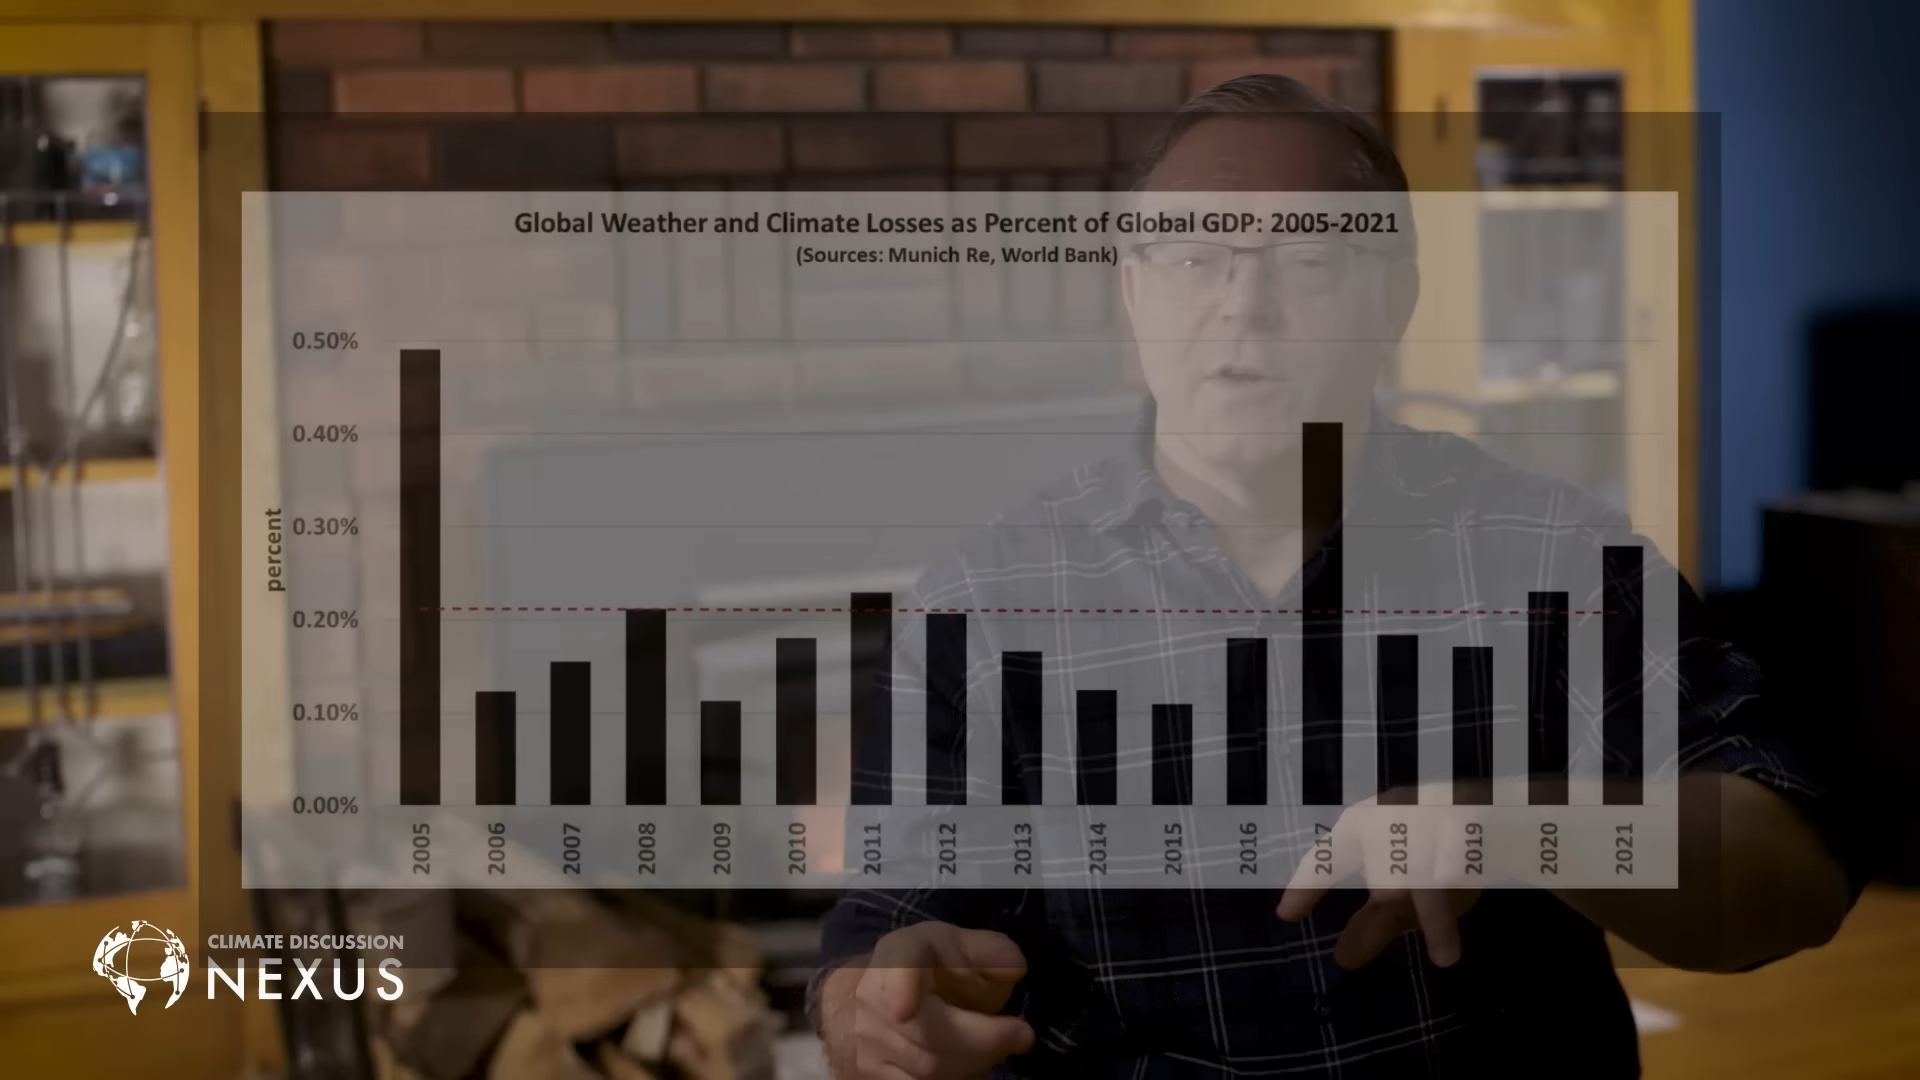 Global Weather and Climate Losses as Percent of Global GDP: 2005-2021
(Sources: Munich Re, World Bank)
percent
0.50%
0.40%
0.30%
0.20%
0.10%
0.00%
2005 2006 2007 2008 2009 2010 2011 2012 2013 2014 2015 2016 2017 2018 2019 2020 2021
CLIMATE DISCUSSION
NEXUS